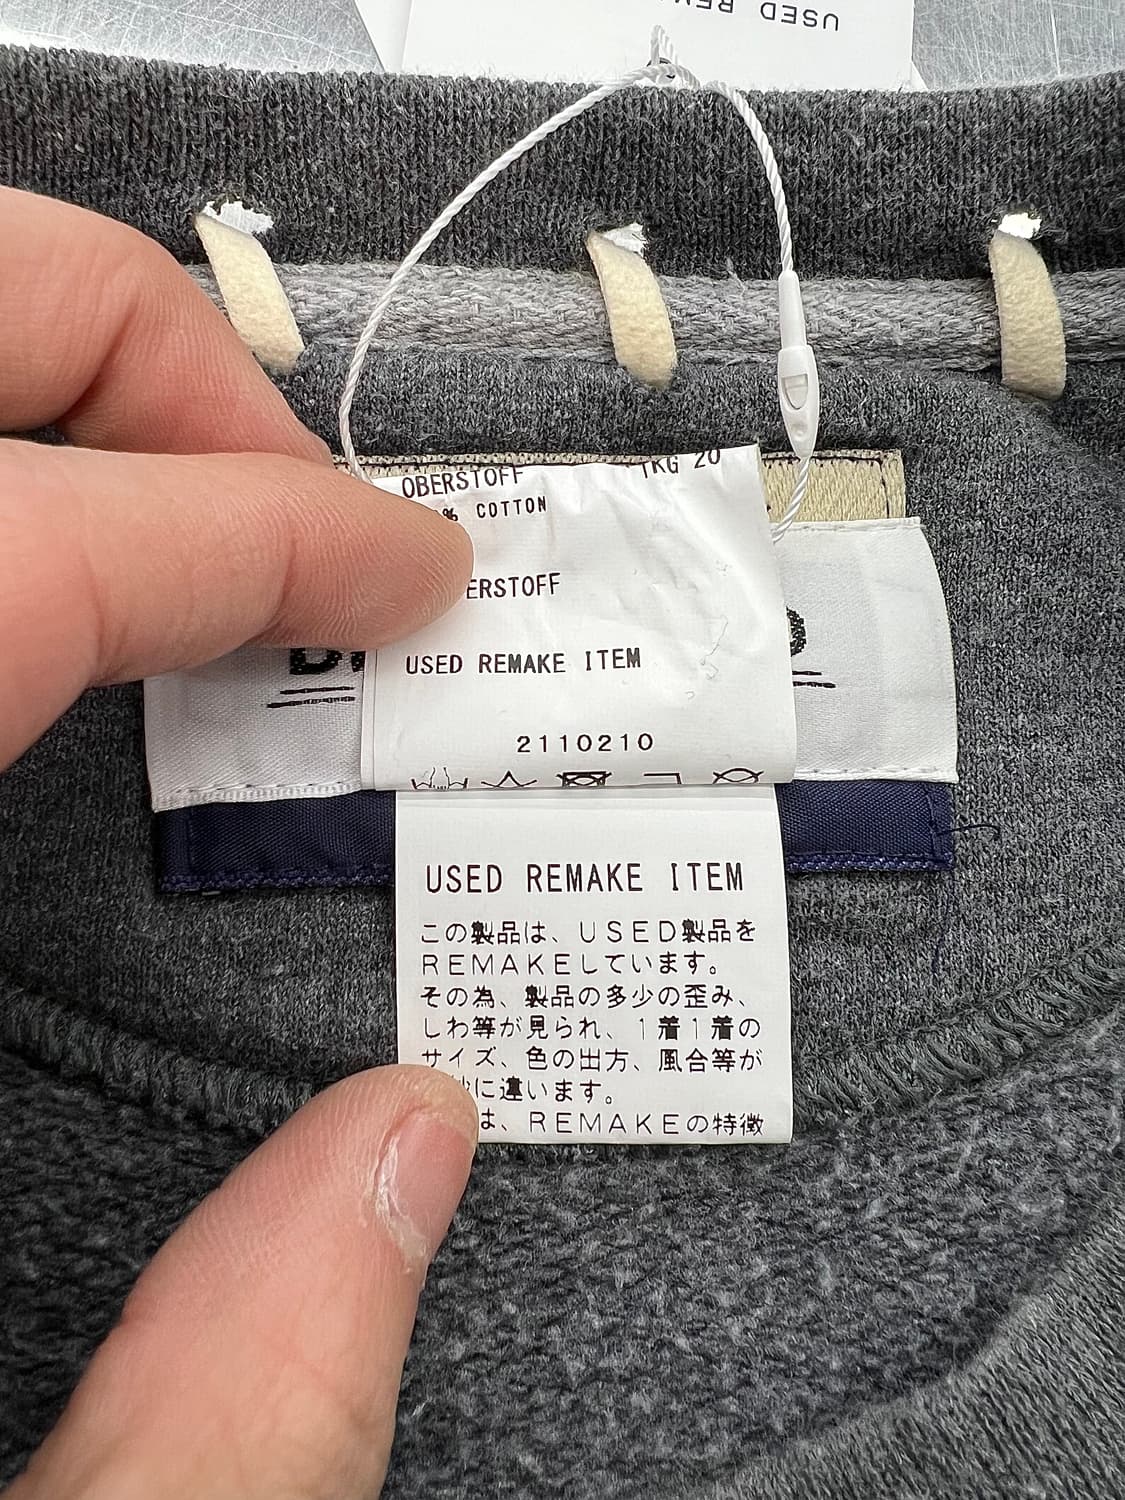 USED
OBERSTOFF TKG 20
% COTTON
ERSTOFF
USED REMAKE ITEM
2110210
USED REMAKE ITEM
この製品は、USED製品を
REMAKEしています。
その為、製品の多少の歪み、
しわ等が見られ、1着1着の
サイズ、色の出方、風合等が
に違います。
は、REMAKEの特徴